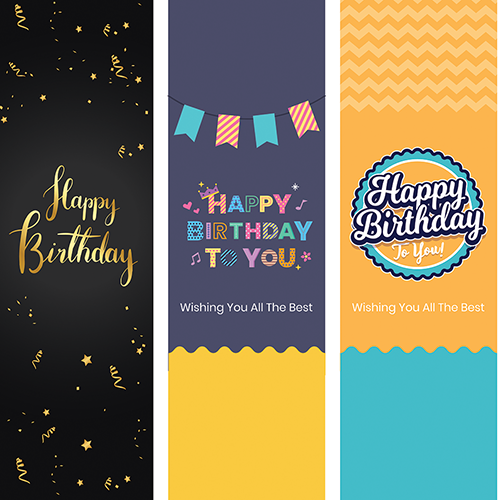 Happy
Birthday
HAPPY
BIRTHDAY
TO YOU
Wishing You All The Best
Happy
Birthday
To You!
Wishing You All The Best